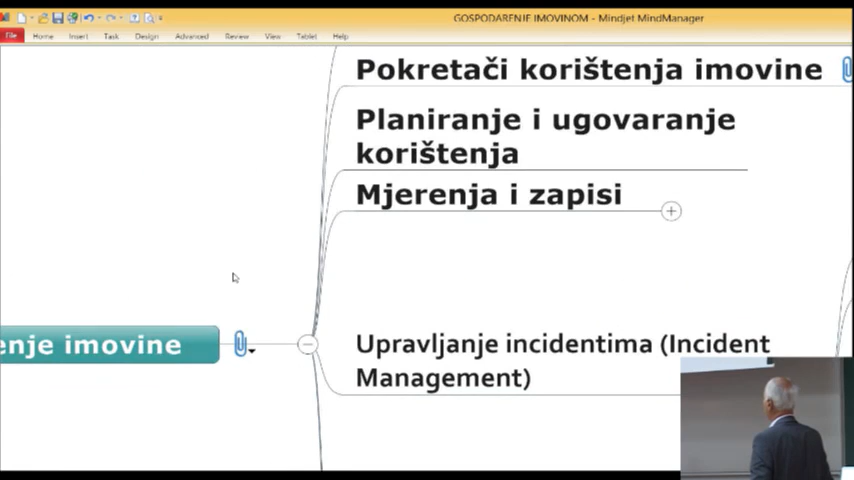 GOSPODARENJE IMOVINOM - Mindjet MindManager
File Home Insert Task Design Advanced Review View Tablet Help
Pokretači korištenja imovine
Planiranje i ugovaranje
korištenja
Mjerenja i zapisi
enje imovine
Upravljanje incidentima (Incident
Management)